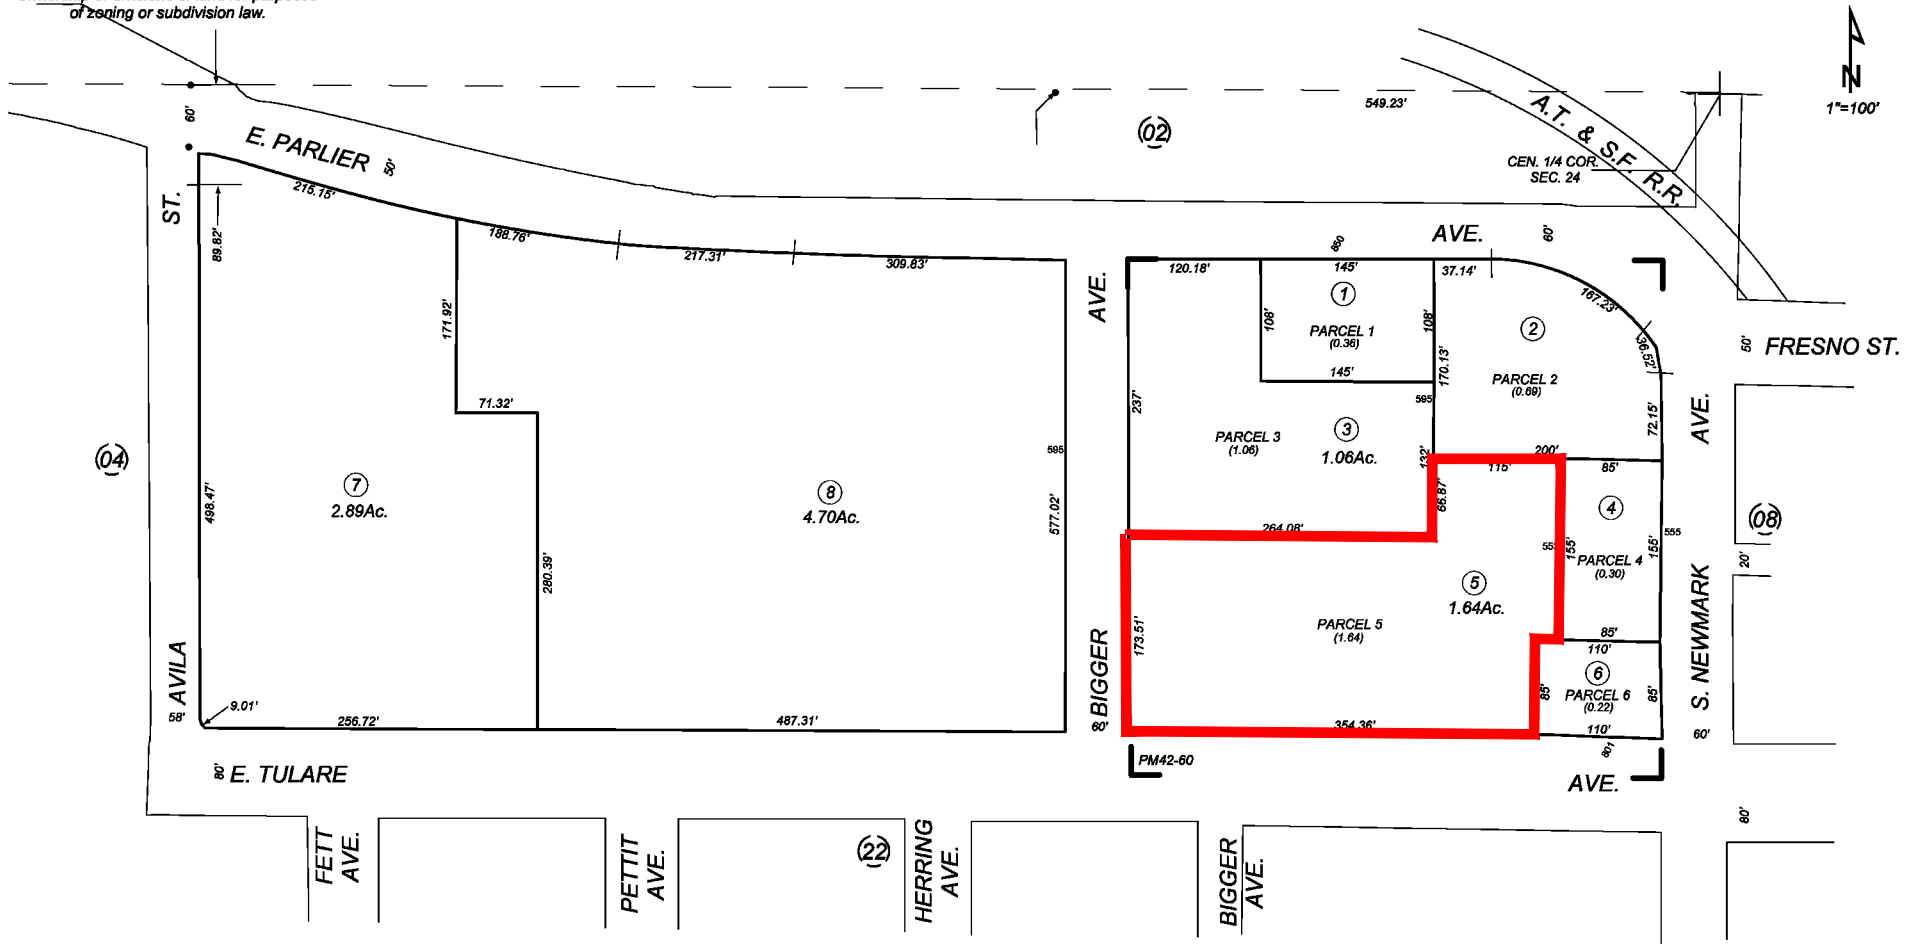 of zoning or subdivision law.
N
1"=100'
549.23'
A.T. & S.F. R.R.
(02)
CEN. 1/4 COR.
SEC. 24
60'
E. PARLIER
50'
AVE.
60'
ST.
89.82'
215.15'
188.76'
217.31'
309.83'
171.92'
71.32'
280.39'
498.47'
(04)
7
2.89Ac.
8
4.70Ac.
595
577.02'
AVILA
58'
9.01'
256.72'
487.31'
80'
E. TULARE
AVE.
AVE.
BIGGER
60'
120.18'
850
145'
37.14'
167.23'
36.52'
1
PARCEL 1
(0.36)
108'
108'
145'
2
PARCEL 2
(0.69)
170.13'
595
72.15'
237'
3
PARCEL 3
(1.06)
1.06Ac.
132'
200'
115'
85'
66.87'
264.08'
4
PARCEL 4
(0.30)
155'
155'
555
5
1.64Ac.
PARCEL 5
(1.64)
173.51'
354.36'
85'
110'
6
PARCEL 6
(0.22)
85'
85'
110'
801
PM42-60
50'
FRESNO ST.
AVE.
S. NEWMARK
60'
(08)
20'
80'
FETT
AVE.
PETTIT
AVE.
(22)
HERRING
AVE.
BIGGER
AVE.